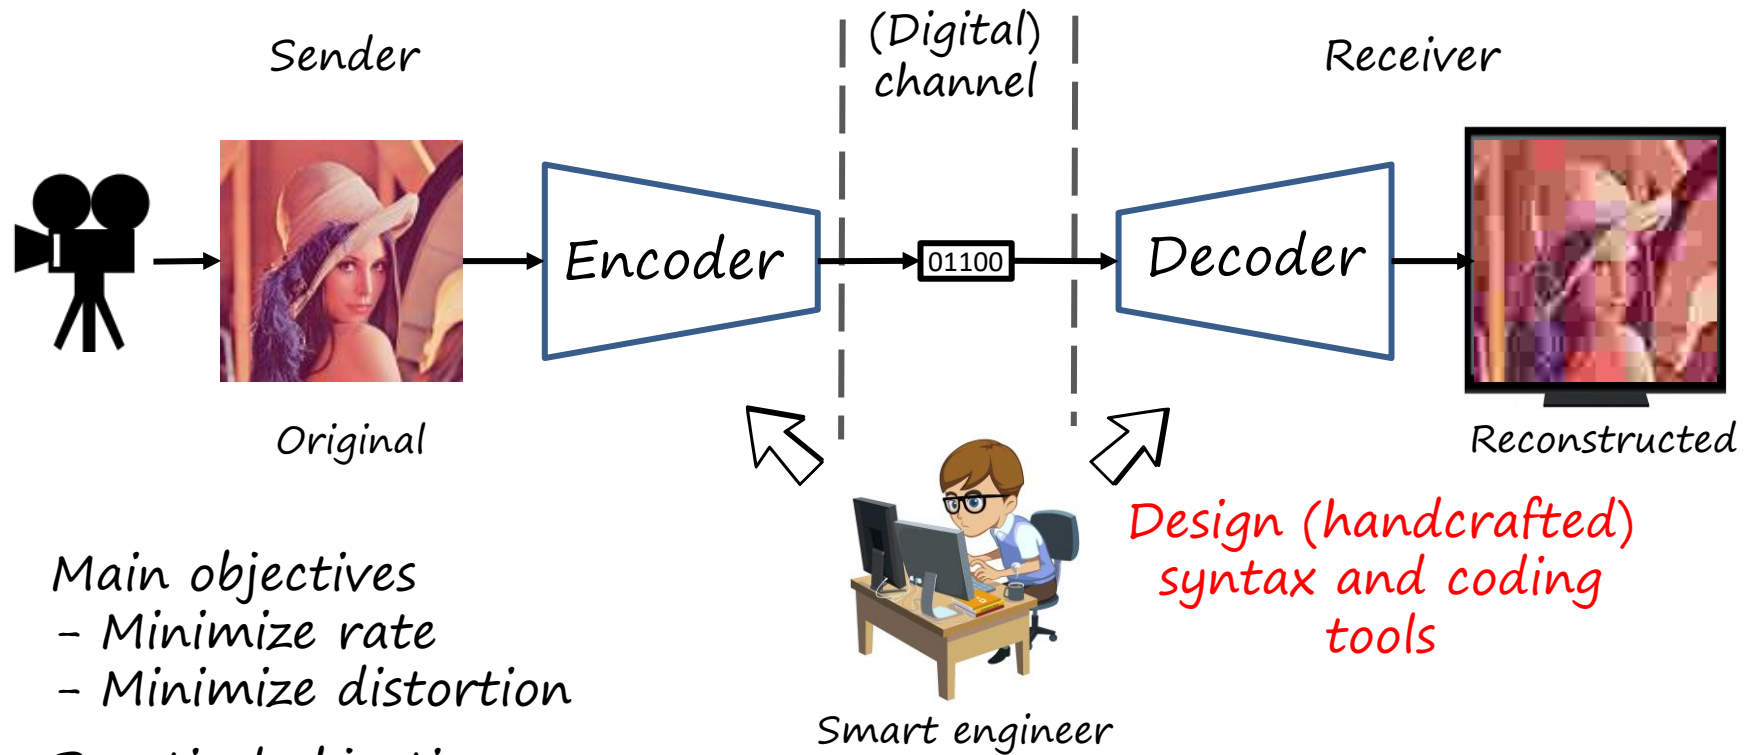 Sender
(Digital)
channel
Receiver
Encoder
01100
Decoder
Original
Reconstructed
Design (handcrafted)
syntax and coding
tools
Main objectives
- Minimize rate
- Minimize distortion
Smart engineer